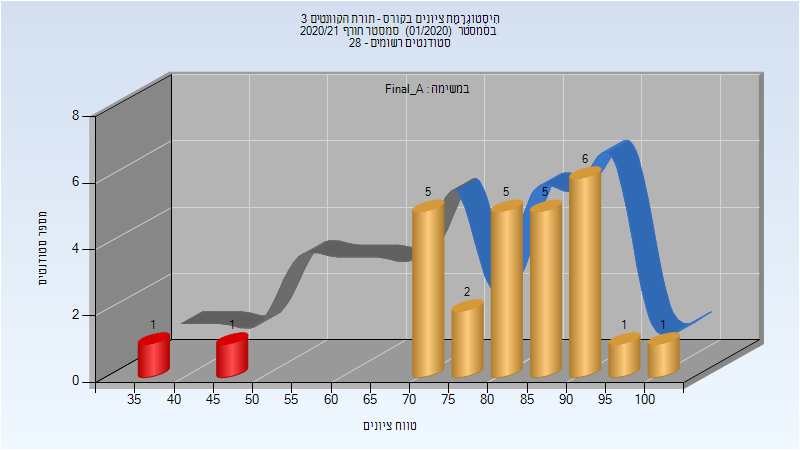 היסטוגרמת ציונים בקורס - תורת הקוונטים 3
בסמסטר (01/2020) סמסטר חורף 2020/21
סטודנטים רשומים - 28
במשימה : Final_A
מספר סטודנטים
8
6
4
2
0
1
1
5
2
5
5
6
1
1
35 40 45 50 55 60 65 70 75 80 85 90 95 100
טווח ציונים